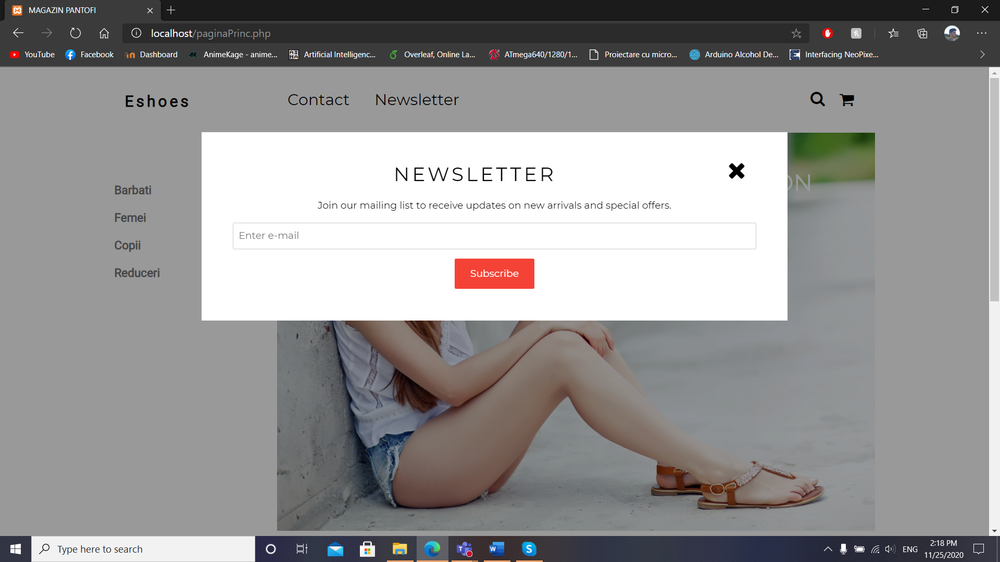 MAGAZIN PANTOFI
localhost/paginaPrinc.php
YouTube
Facebook
Dashboard
AnimeKage - anime...
Artificial Intelligenc...
Overleaf, Online La...
ATmega640/1280/1...
Proiectare cu micro...
Arduino Alcohol De...
Interfacing NeoPixe...
Eshoes
Contact
Newsletter
NEWSLETTER
ON
Join our mailing list to receive updates on new arrivals and special offers.
Enter e-mail
Subscribe
Barbati
Femei
Copii
Reduceri
Type here to search
ENG
2:18 PM
11/25/2020